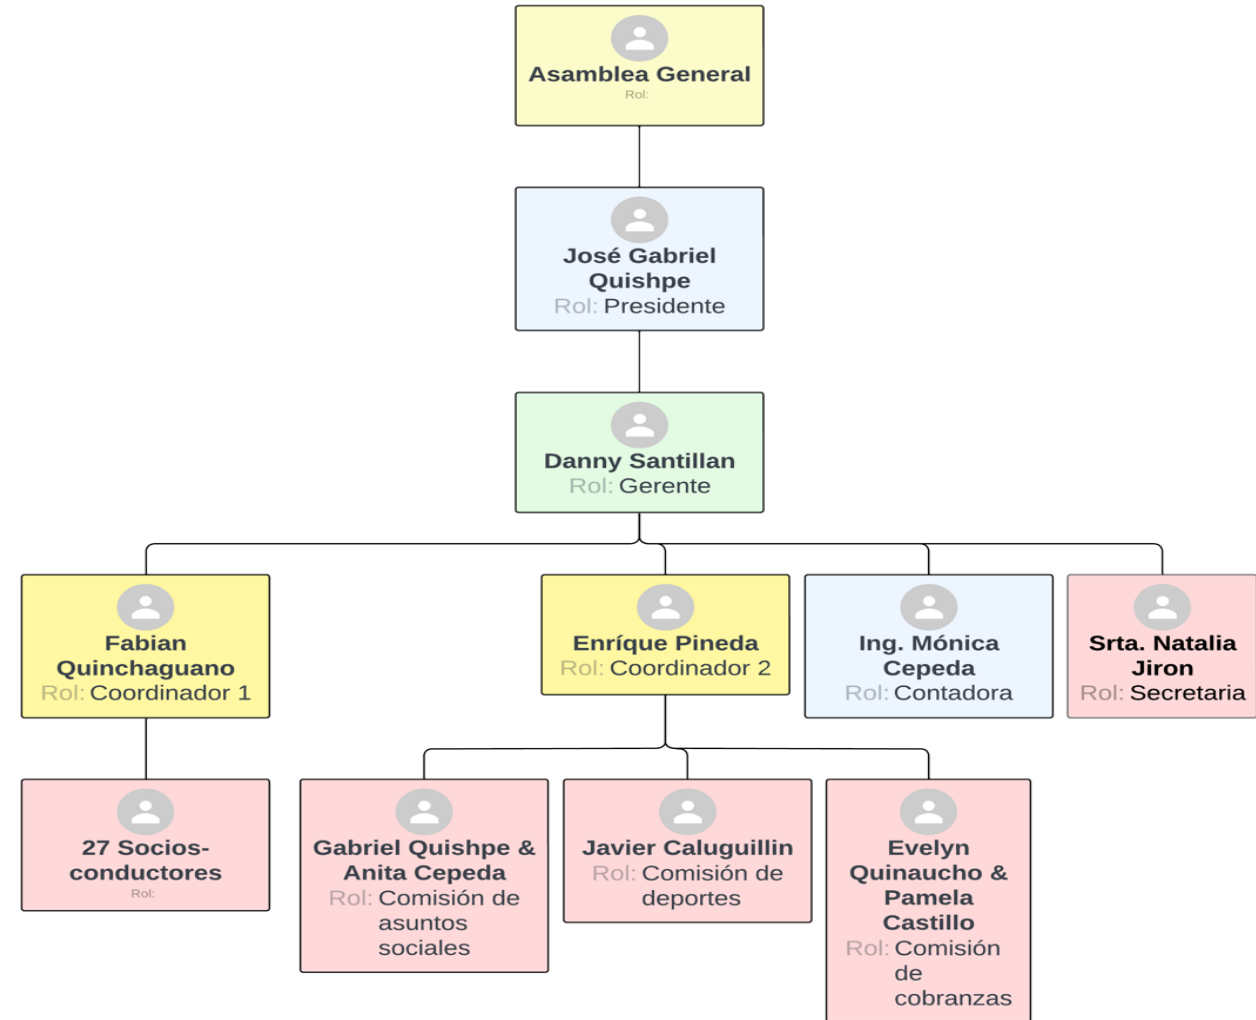 Asamblea General
Rol:
José Gabriel
Quishpe
Rol: Presidente
Danny Santillan
Rol: Gerente
Fabian
Quinchaguano
Rol: Coordinador 1
Enríque Pineda
Rol: Coordinador 2
Ing. Mónica
Cepeda
Rol: Contadora
Srta. Natalia
Jiron
Rol: Secretaria
27 Socios-
conductores
Rol:
Gabriel Quishpe &
Anita Cepeda
Rol: Comisión de
asuntos
sociales
Javier Caluguillin
Rol: Comisión de
deportes
Evelyn
Quinaucho &
Pamela
Castillo
Rol: Comisión
de
cobranzas